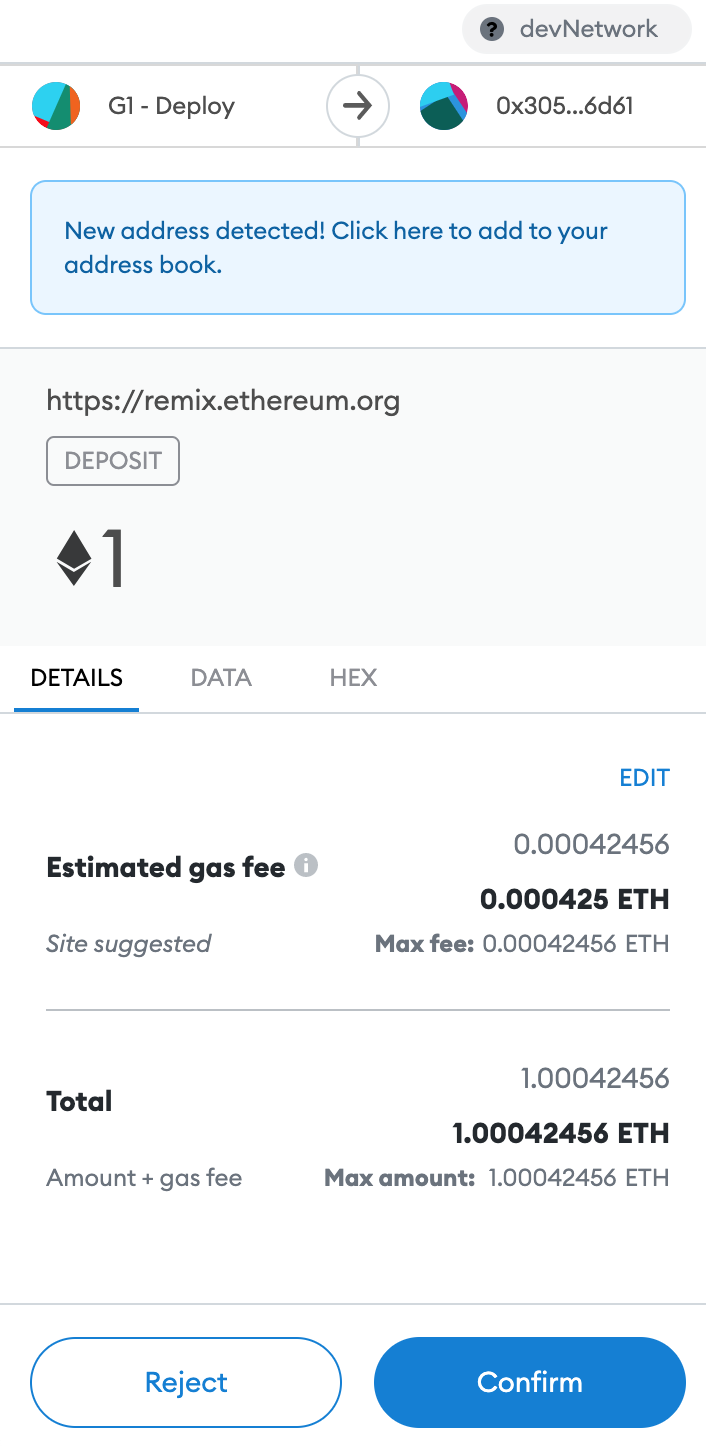 ? devNetwork
G1 - Deploy
0x305...6d61
New address detected! Click here to add to your
address book.
https://remix.ethereum.org
DEPOSIT
1
DETAILS
DATA
HEX
EDIT
0.00042456
Estimated gas fee i
0.000425 ETH
Site suggested
Max fee: 0.00042456 ETH
1.00042456
Total
1.00042456 ETH
Amount + gas fee
Max amount: 1.00042456 ETH
Reject
Confirm